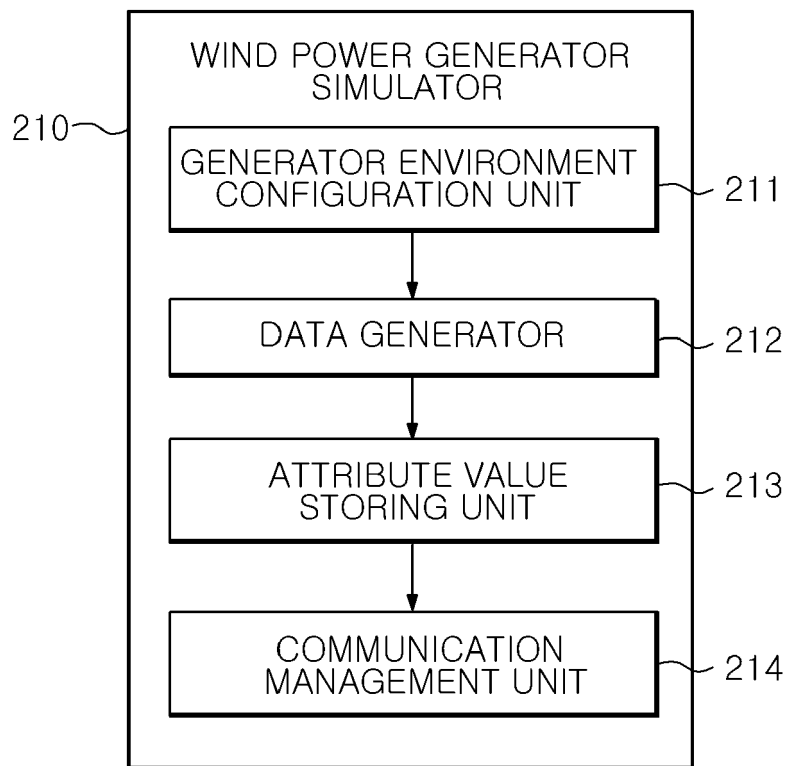 WIND POWER GENERATOR
SIMULATOR
210
GENERATOR ENVIRONMENT
CONFIGURATION UNIT
211
DATA GENERATOR
212
ATTRIBUTE VALUE
STORING UNIT
213
COMMUNICATION
MANAGEMENT UNIT
214